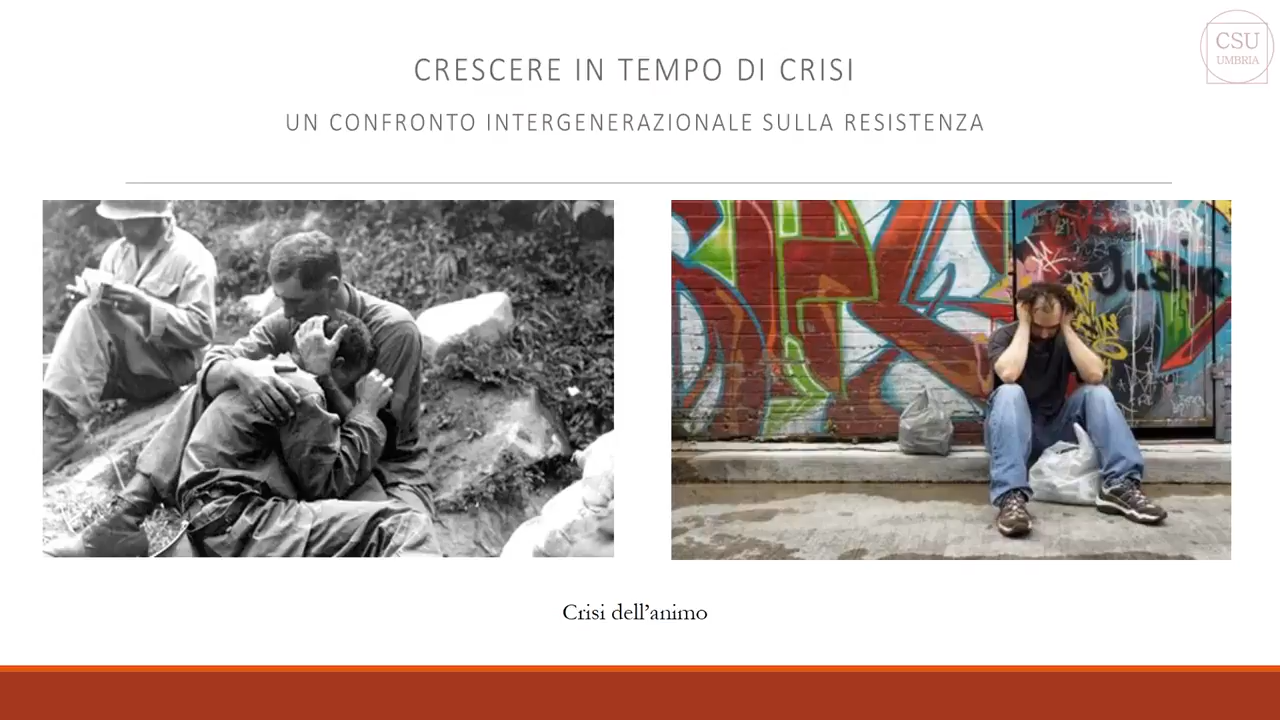 CSU
UMBRIA
CRESCERE IN TEMPO DI CRISI
UN CONFRONTO INTERGENERAZIONALE SULLA RESISTENZA
Crisi dell’animo